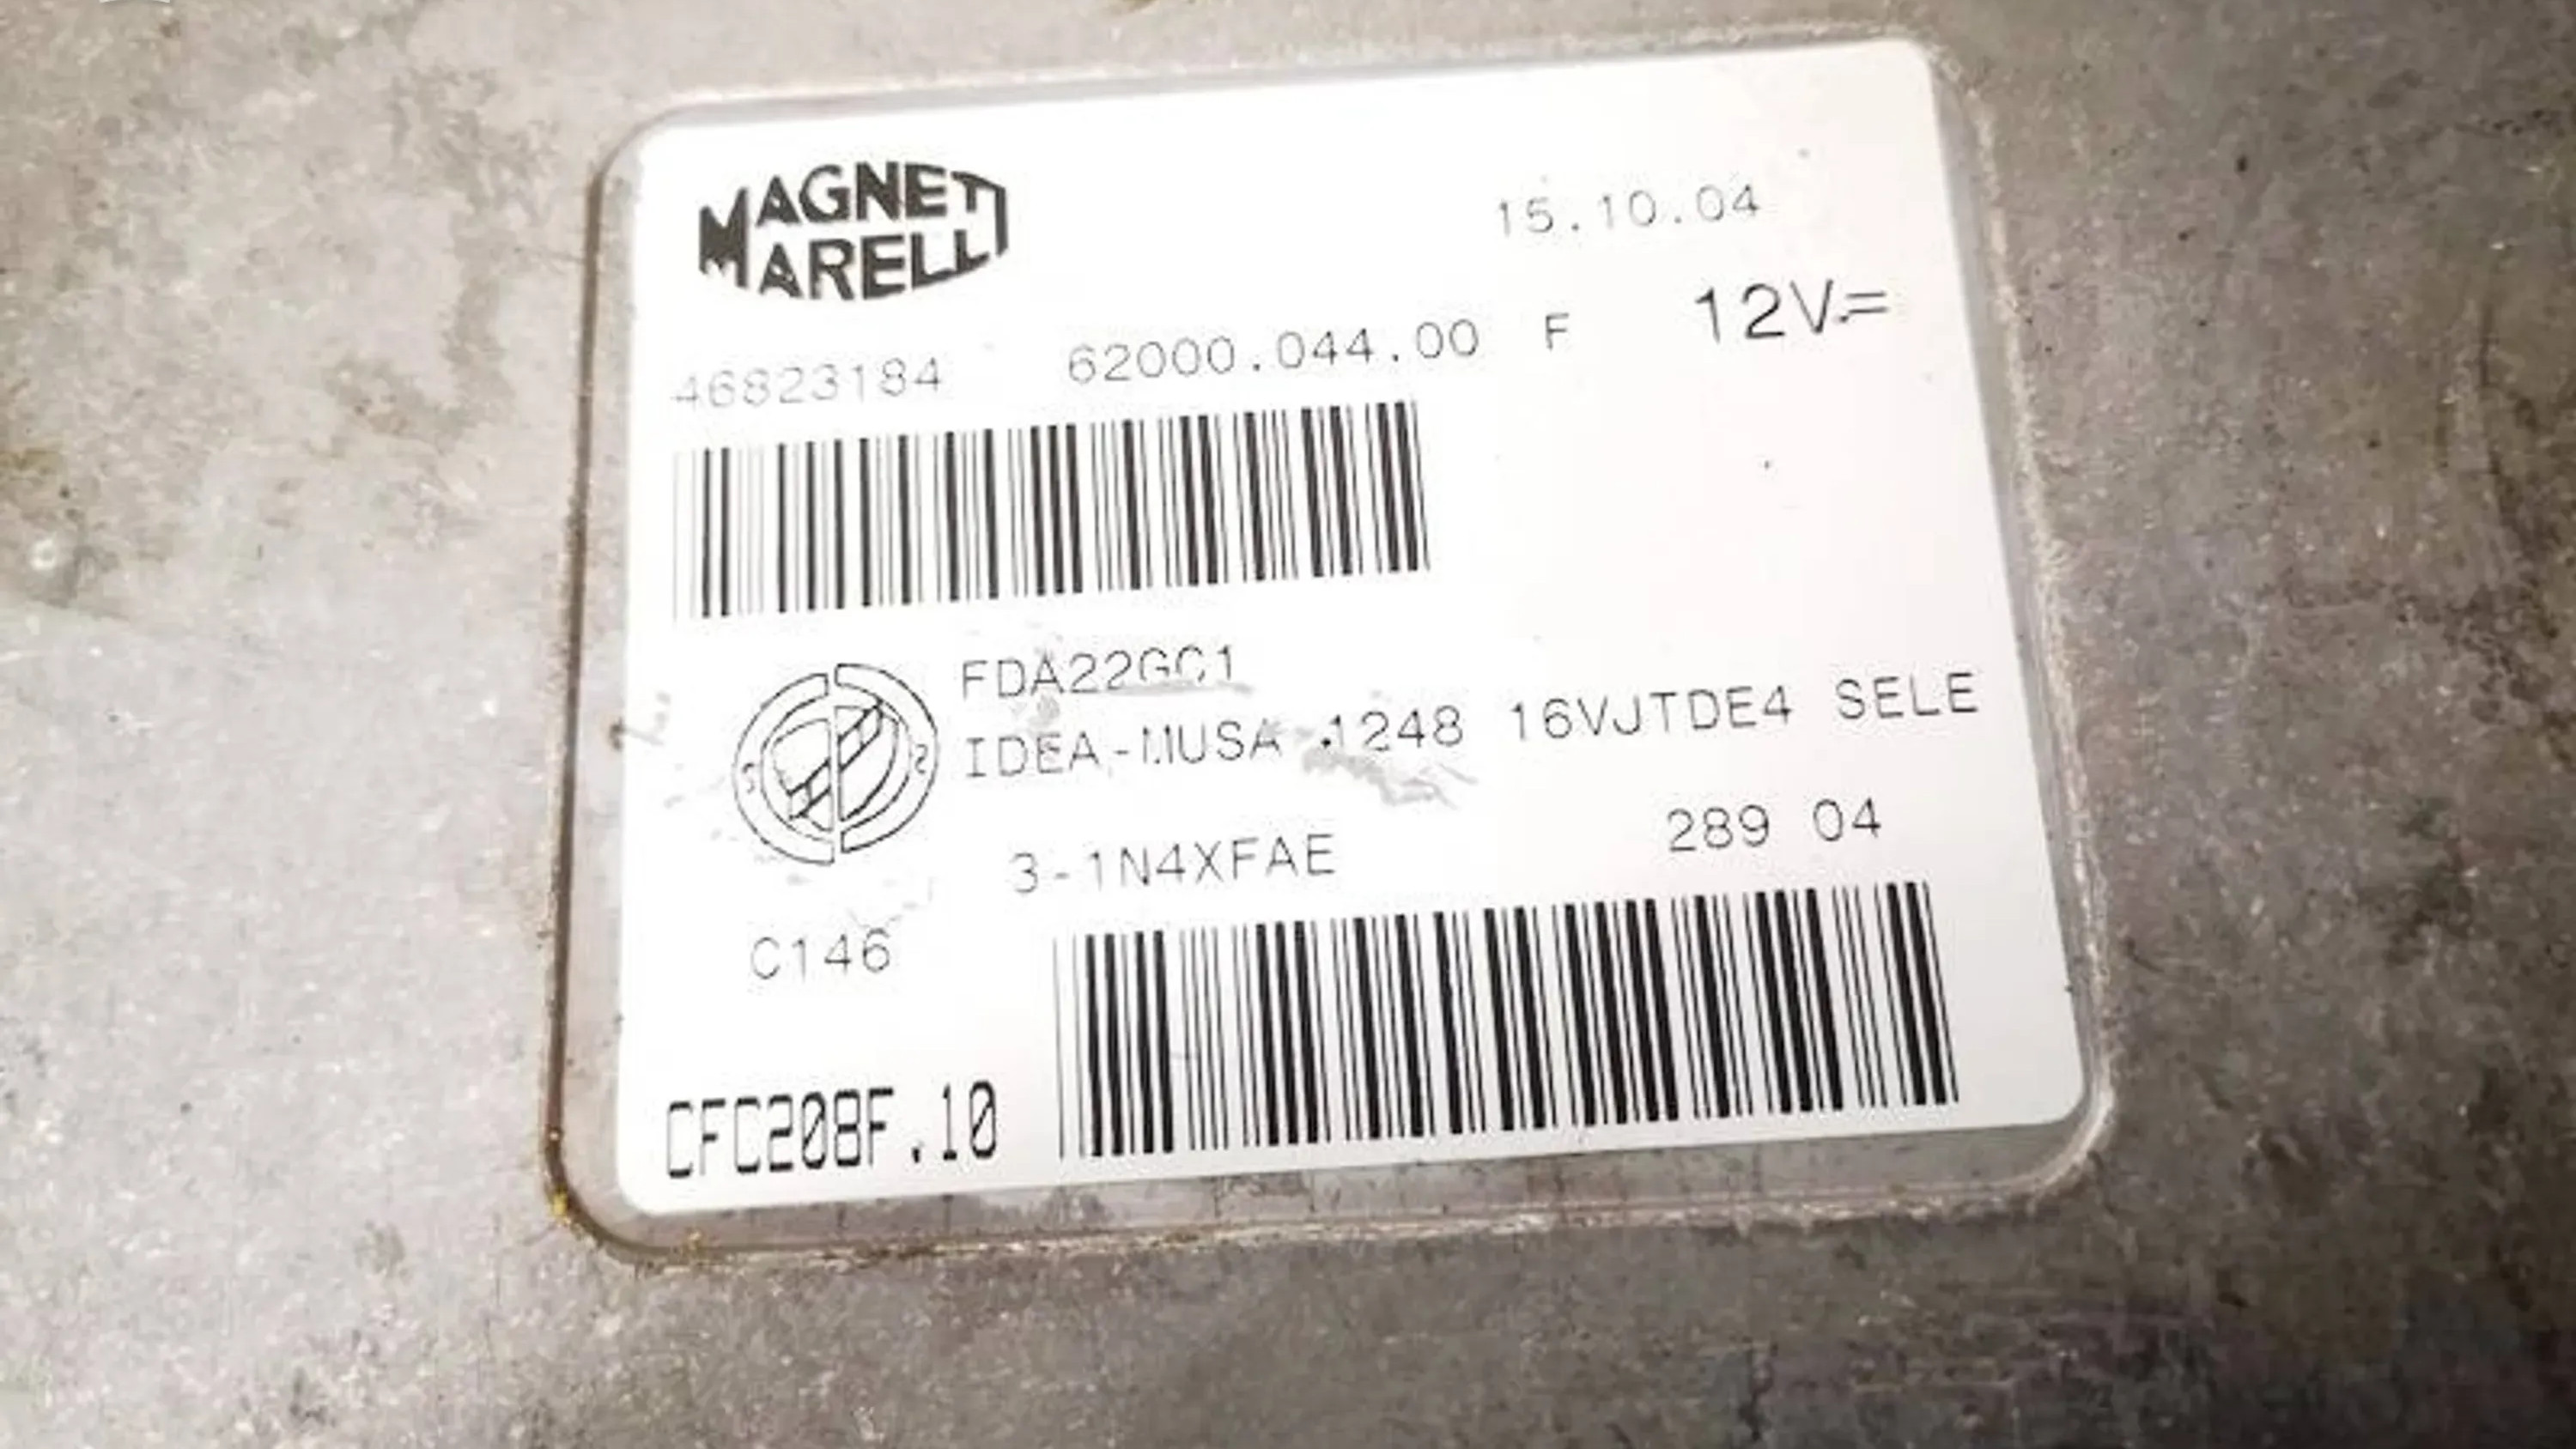 MAGNETI
MARELLI
15.10.04
46823184 62000.044.00 F 12V=
FDA22GC1
IDEA-MUSA 1248 16VJTDE4 SELE
3-1N4XFAE 289 04
C146
CFC208F.10